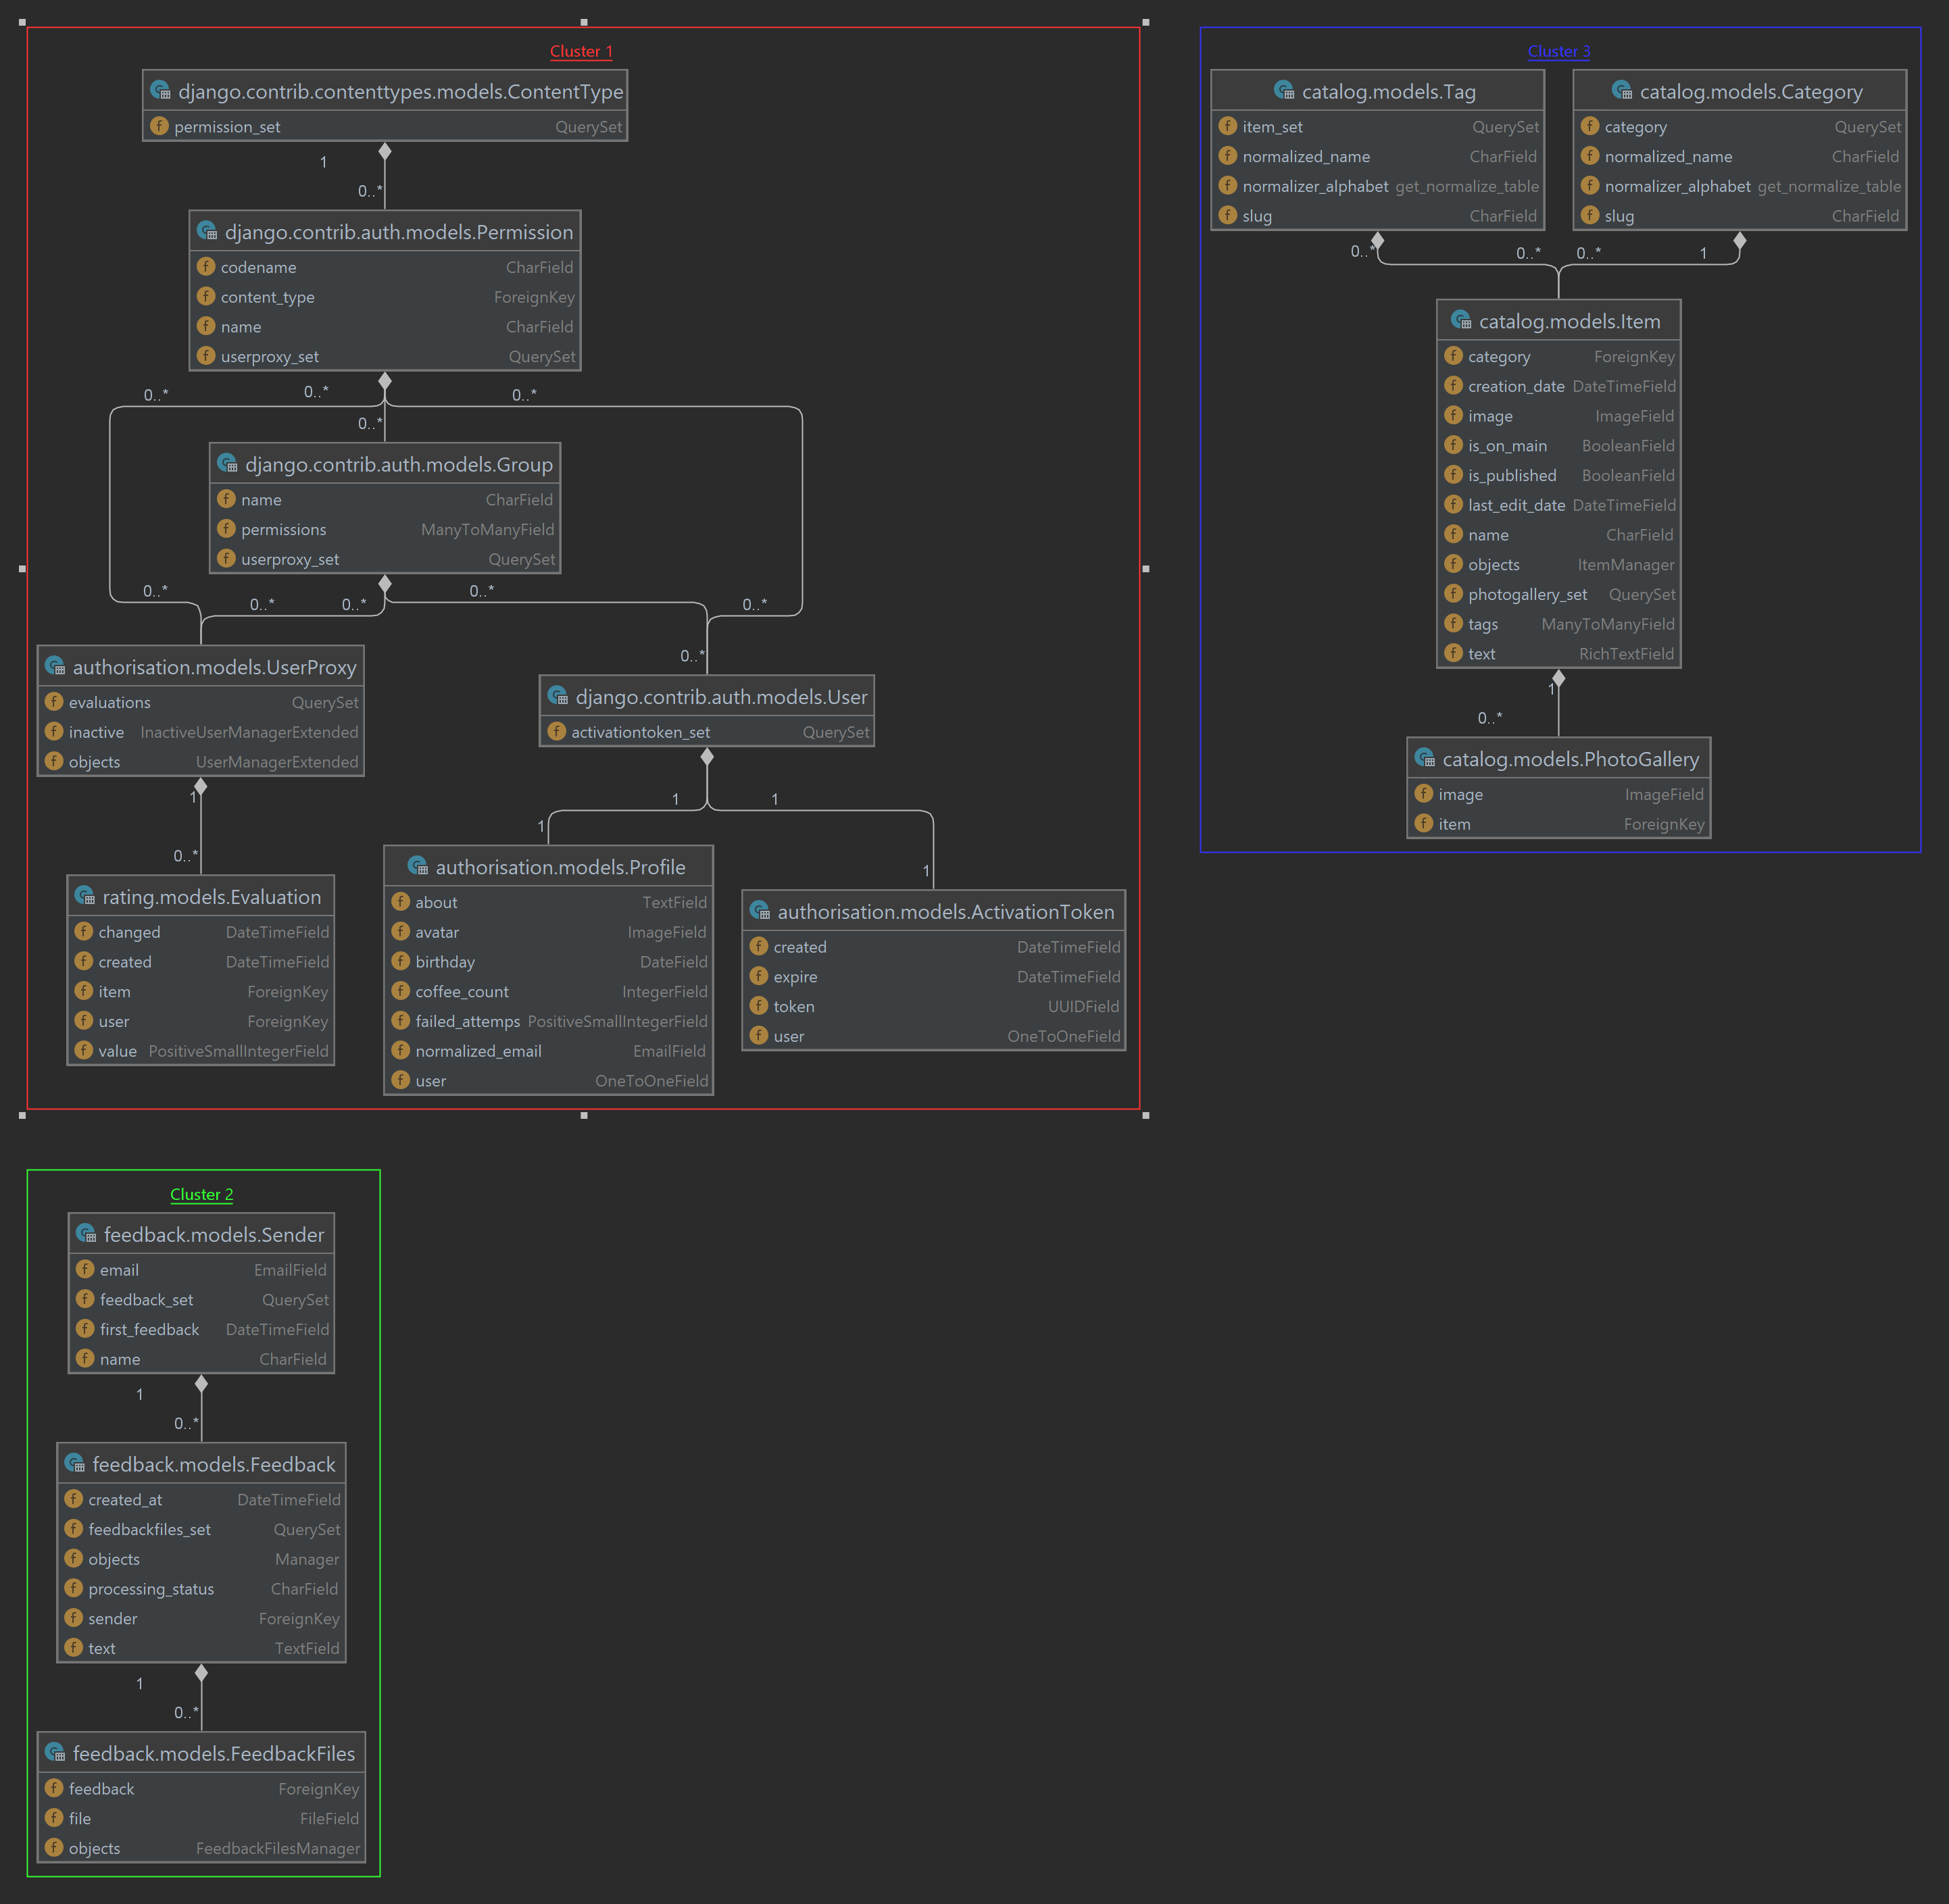 Cluster 1
django.contrib.contenttypes.models.ContentType
permission_set QuerySet
1
0..*
django.contrib.auth.models.Permission
codename CharField
content_type ForeignKey
name CharField
userproxy_set QuerySet
0..* 0..* 0..*
0..*
django.contrib.auth.models.Group
name CharField
permissions ManyToManyField
userproxy_set QuerySet
0..* 0..*
0..* 0..* 0..*
0..*
authorisation.models.UserProxy
evaluations QuerySet
inactive InactiveUserManagerExtended
objects UserManagerExtended
django.contrib.auth.models.User
activationtoken_set QuerySet
1
0..*
1 1
1
1
rating.models.Evaluation
changed DateTimeField
created DateTimeField
item ForeignKey
user ForeignKey
value PositiveSmallIntegerField
authorisation.models.Profile
about TextField
avatar ImageField
birthday DateField
coffee_count IntegerField
failed_attemps PositiveSmallIntegerField
normalized_email EmailField
user OneToOneField
authorisation.models.ActivationToken
created DateTimeField
expire DateTimeField
token UUIDField
user OneToOneField
Cluster 3
catalog.models.Tag
item_set QuerySet
normalized_name CharField
normalizer_alphabet get_normalize_table
slug CharField
catalog.models.Category
category QuerySet
normalized_name CharField
normalizer_alphabet get_normalize_table
slug CharField
0..* 0..* 0..* 1
catalog.models.Item
category ForeignKey
creation_date DateTimeField
image ImageField
is_on_main BooleanField
is_published BooleanField
last_edit_date DateTimeField
name CharField
objects ItemManager
photogallery_set QuerySet
tags ManyToManyField
text RichTextField
1
0..*
catalog.models.PhotoGallery
image ImageField
item ForeignKey
Cluster 2
feedback.models.Sender
email EmailField
feedback_set QuerySet
first_feedback DateTimeField
name CharField
1
0..*
feedback.models.Feedback
created_at DateTimeField
feedbackfiles_set QuerySet
objects Manager
processing_status CharField
sender ForeignKey
text TextField
1
0..*
feedback.models.FeedbackFiles
feedback ForeignKey
file FileField
objects FeedbackFilesManager